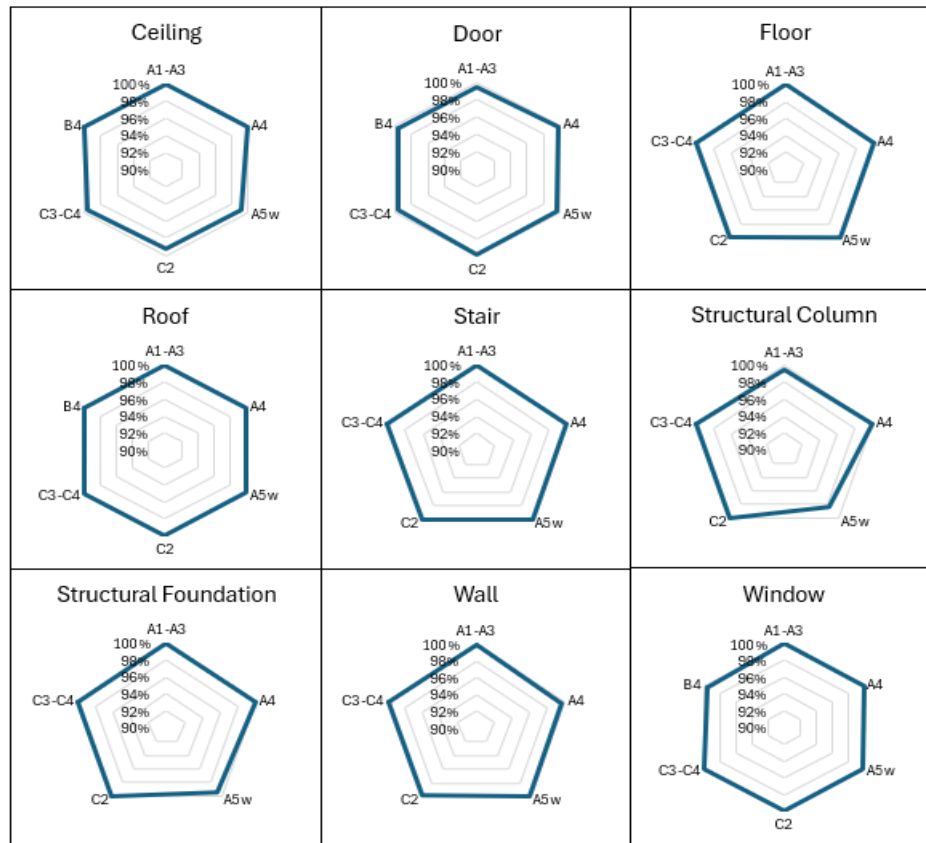 Ceiling
A1-A3
100%
98%
96%
94%
92%
90%
B4
A4
C3-C4
A5w
C2
Door
A1-A3
100%
98%
96%
94%
92%
90%
B4
A4
C3-C4
A5w
C2
Floor
A1-A3
100%
98%
96%
94%
92%
90%
C3-C4
A4
C2
A5w
Roof
A1-A3
100%
98%
96%
94%
92%
90%
B4
A4
C3-C4
A5w
C2
Stair
A1-A3
100%
98%
96%
94%
92%
90%
C3-C4
A4
C2
A5w
Structural Column
A1-A3
100%
98%
96%
94%
92%
90%
C3-C4
A4
C2
A5w
Structural Foundation
A1-A3
100%
98%
96%
94%
92%
90%
C3-C4
A4
C2
A5w
Wall
A1-A3
100%
98%
96%
94%
92%
90%
C3-C4
A4
C2
A5w
Window
A1-A3
100%
98%
96%
94%
92%
90%
B4
A4
C3-C4
A5w
C2